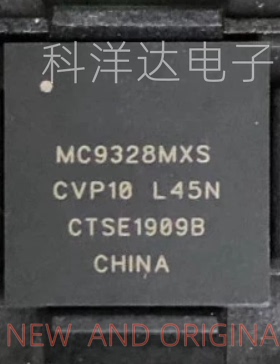 科洋达电子
MC9328MXS
CVP10 L45N
CTSE1909B
CHINA
NEW AND ORIGINA